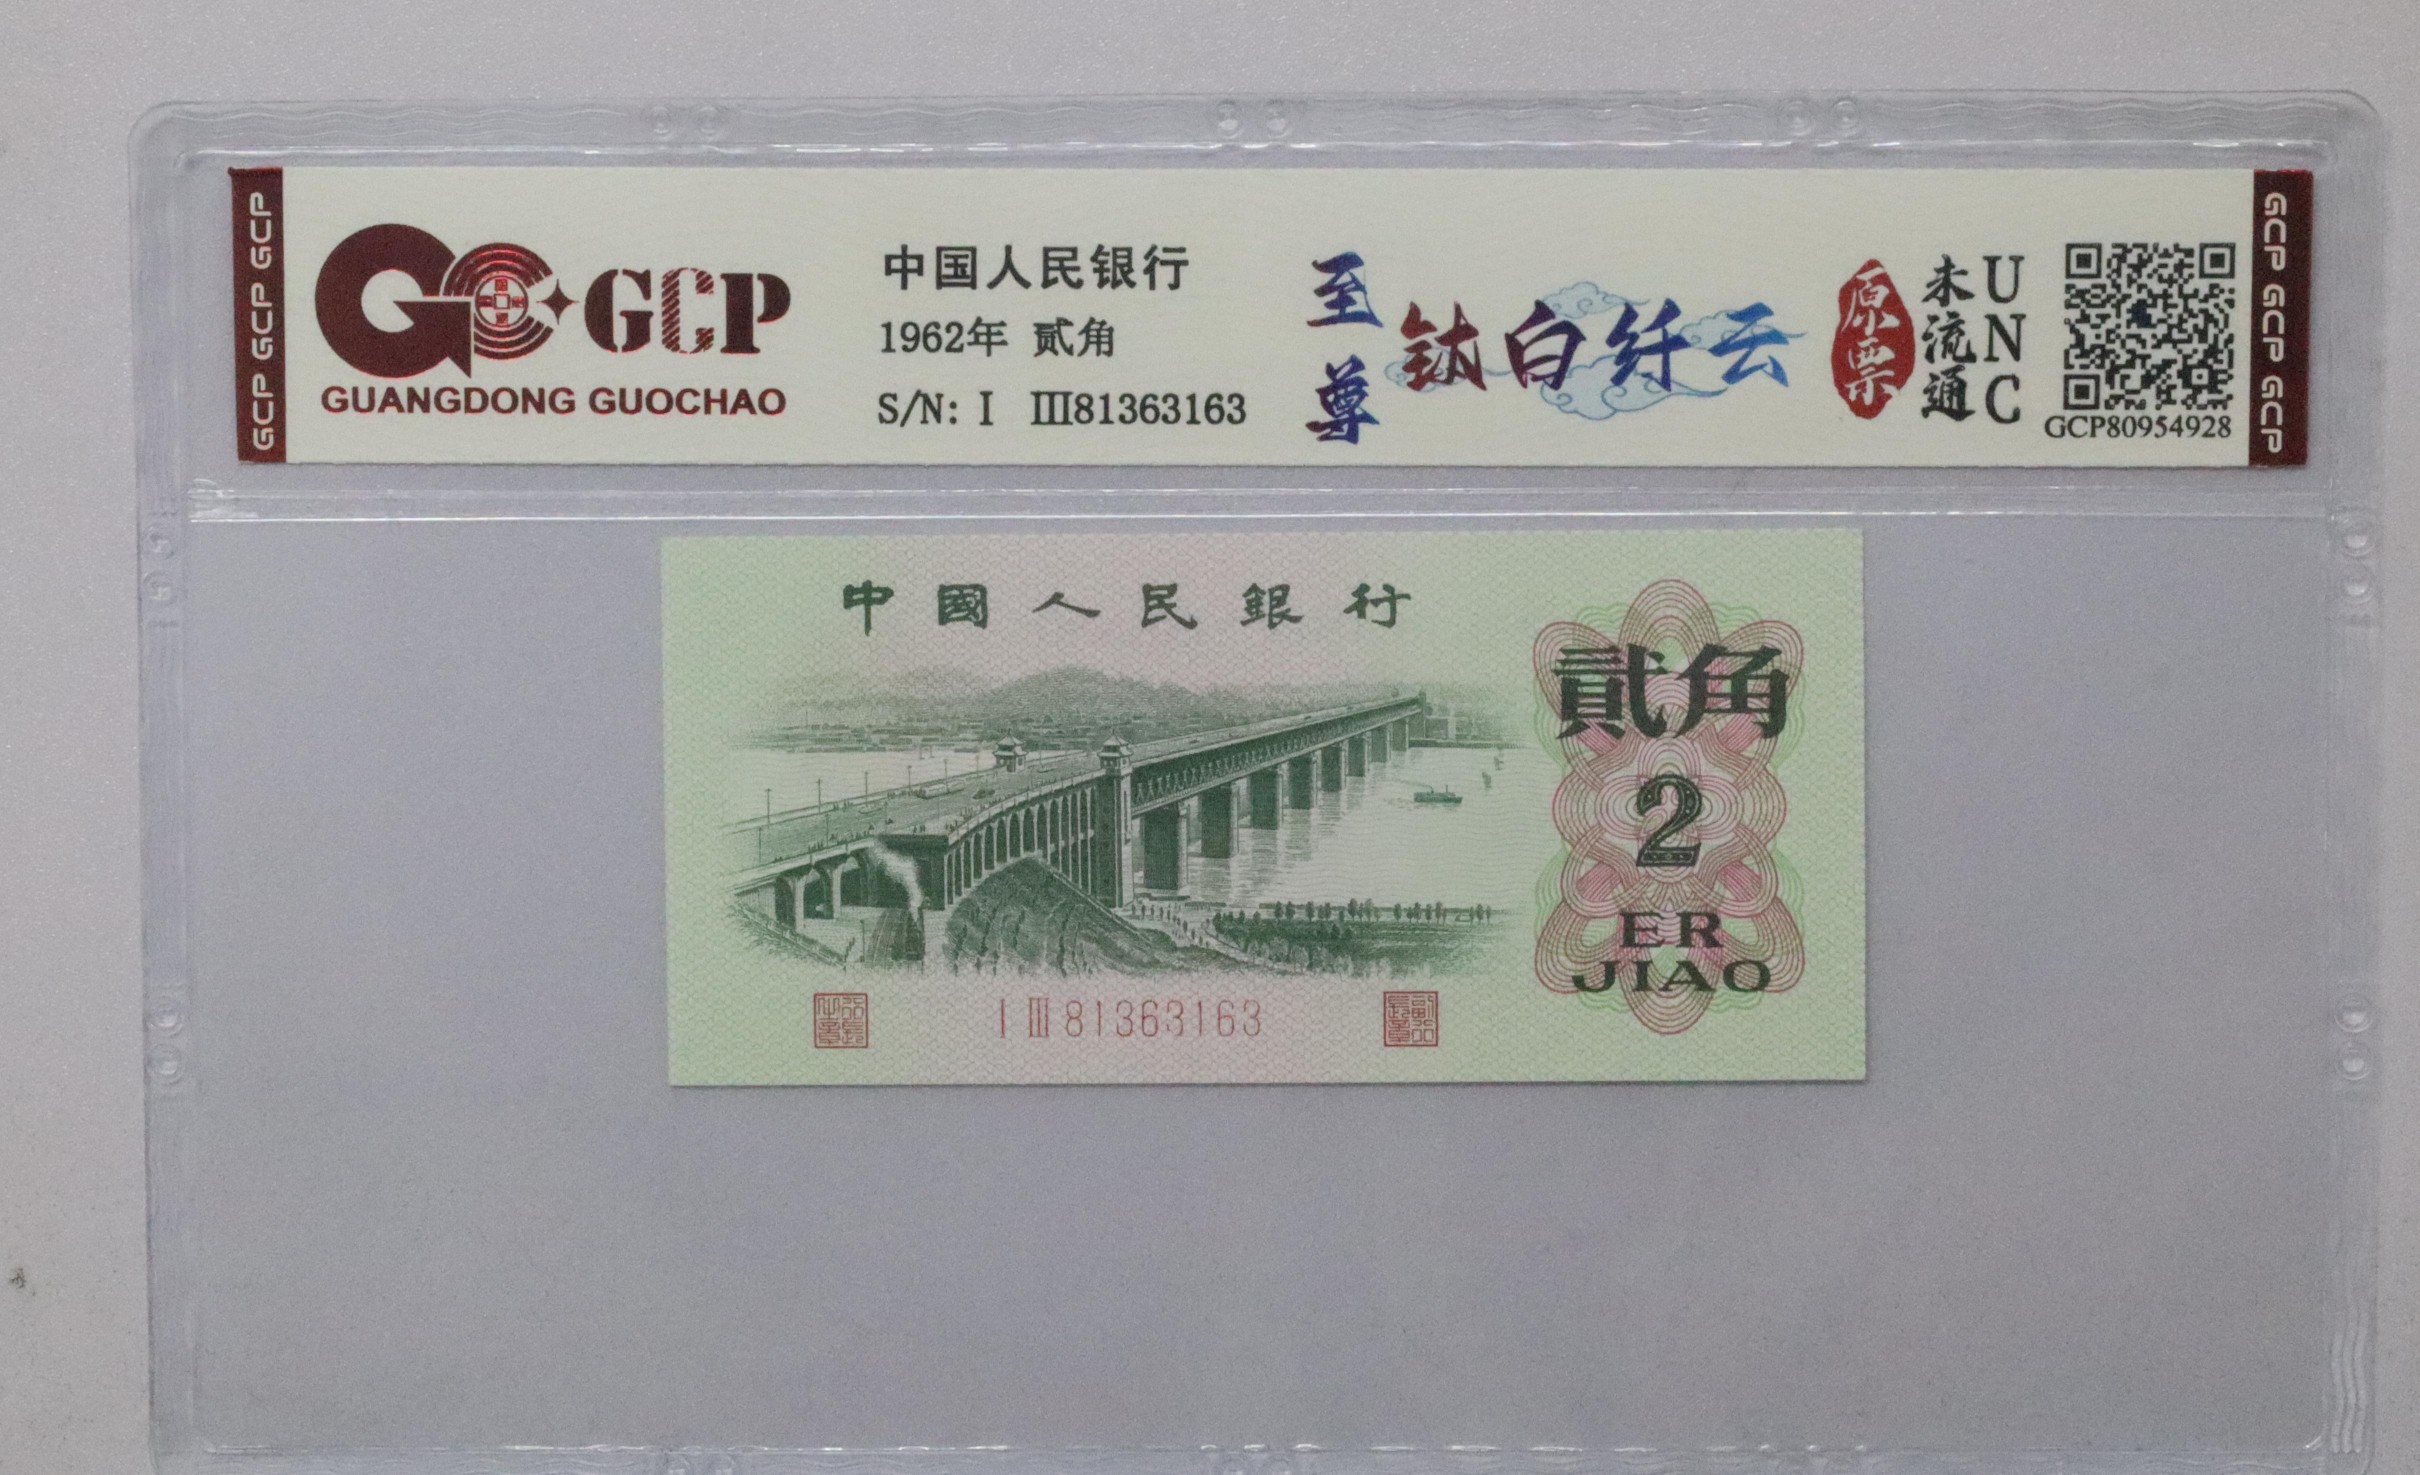 GCP GCP GCP
GCP
GUANGDONG GUOCHAO
中国人民银行
1962年 贰角
S/N: I III81363163
至尊
钛白纤云
原票
未流通
UNC
GCP80954928
GCP GCP GCP
中國人民銀行
貳角
2
ER
JIAO
I III 81363163